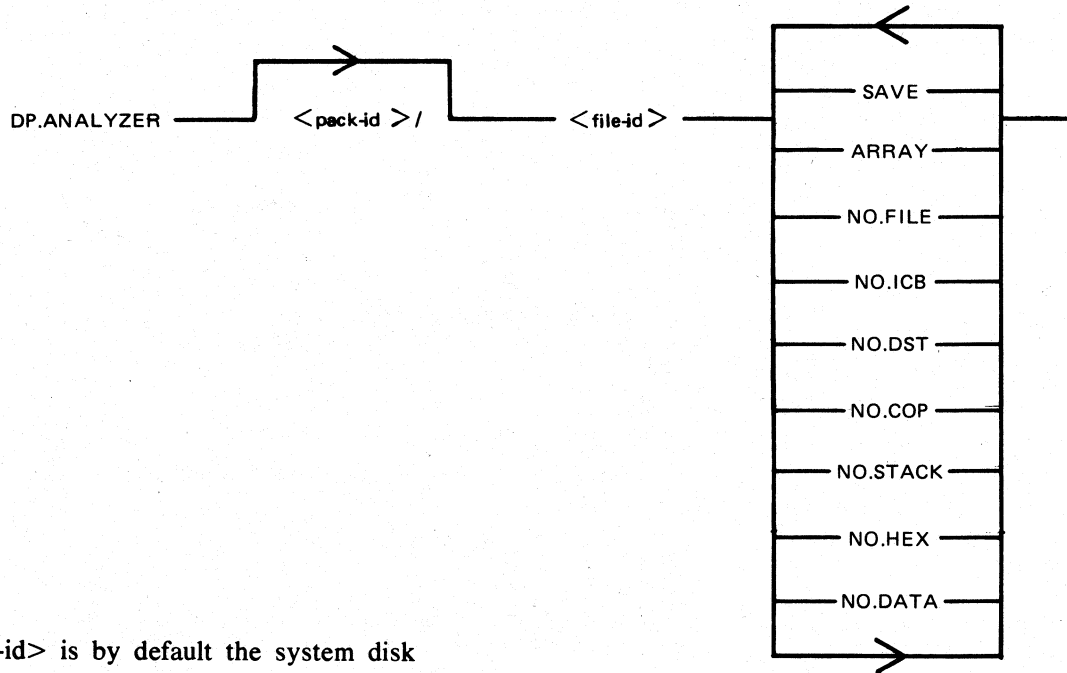 SAVE
DP.ANALYZER <pack-id>/ <file-id>
ARRAY
NO.FILE
NO.ICB
NO.DST
NO.COP
NO.STACK
NO.HEX
NO.DATA
-id> is by default the system disk